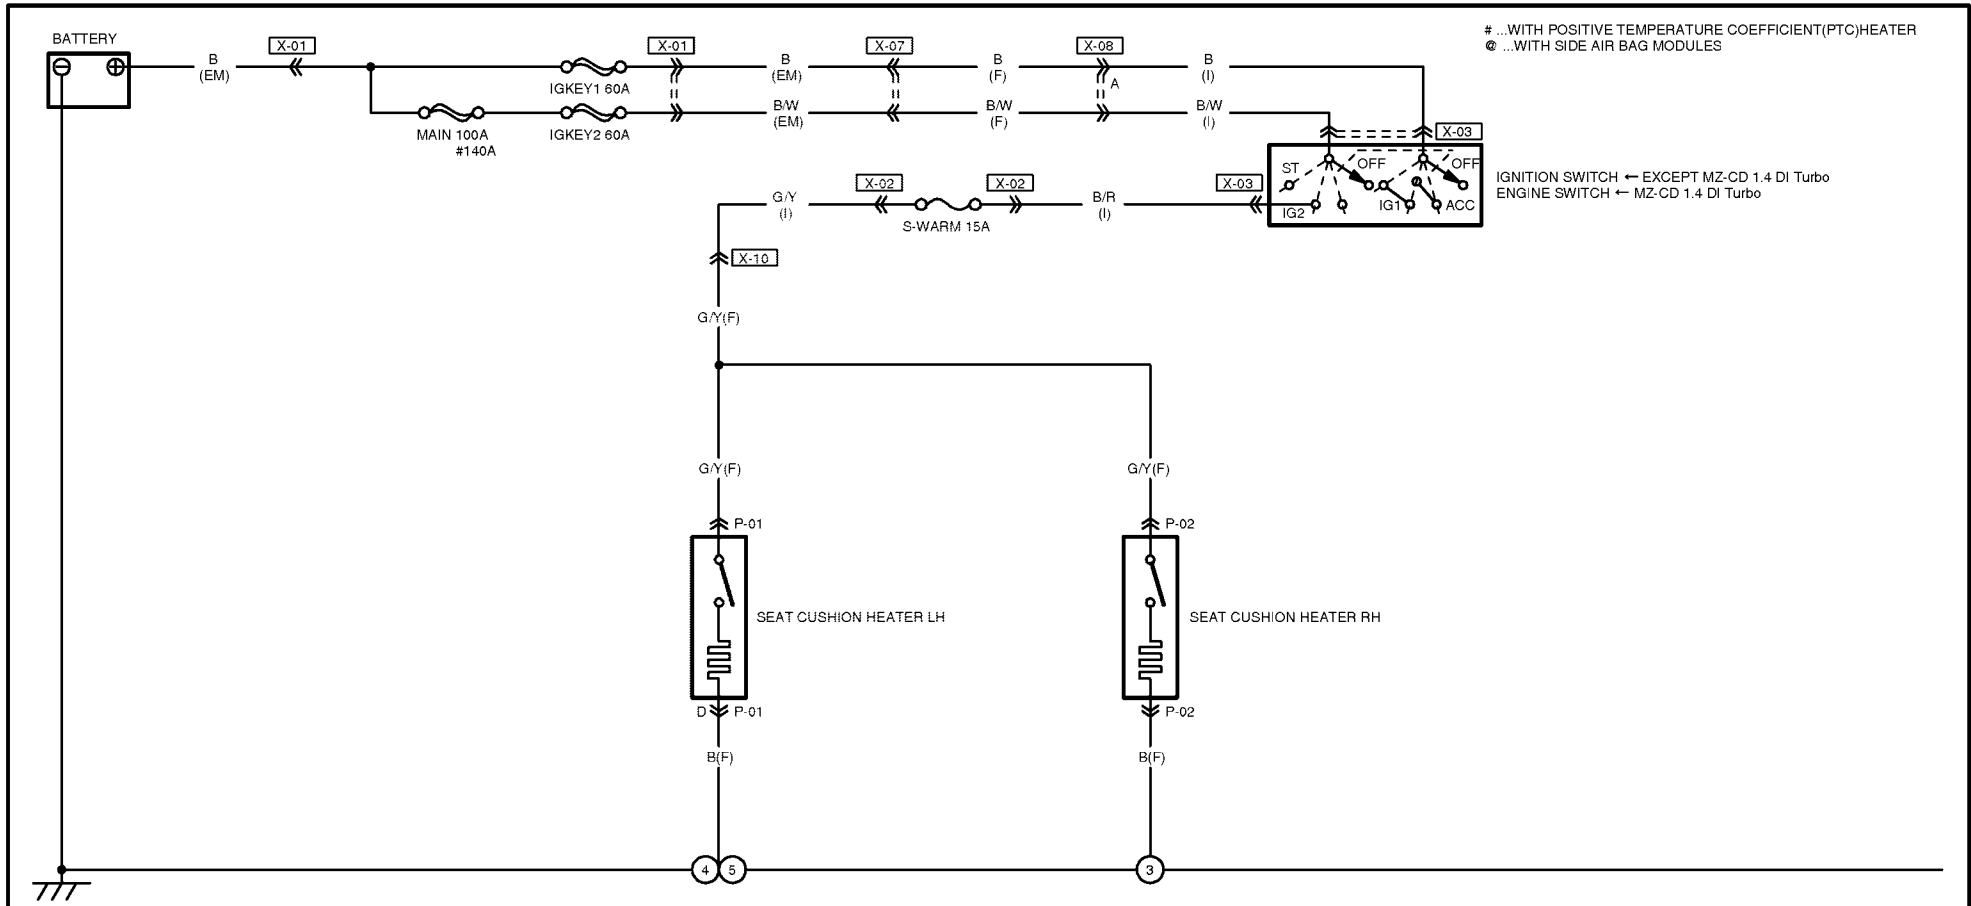 # ...WITH POSITIVE TEMPERATURE COEFFICIENT(PTC)HEATER
@ ...WITH SIDE AIR BAG MODULES
BATTERY
B
(EM)
X-01
IGKEY1 60A
X-01
B
(EM)
X-07
B
(F)
X-08
A
B
(I)
MAIN 100A
#140A
IGKEY2 60A
B/W
(EM)
B/W
(F)
B/W
(I)
X-03
ST
OFF
OFF
IG2
IG1
ACC
IGNITION SWITCH ← EXCEPT MZ-CD 1.4 DI Turbo
ENGINE SWITCH ← MZ-CD 1.4 DI Turbo
G/Y
(I)
X-02
S-WARM 15A
X-02
B/R
(I)
X-03
X-10
G/Y(F)
G/Y(F)
G/Y(F)
P-01
P-02
SEAT CUSHION HEATER LH
SEAT CUSHION HEATER RH
D
P-01
P-02
B(F)
B(F)
4
5
3